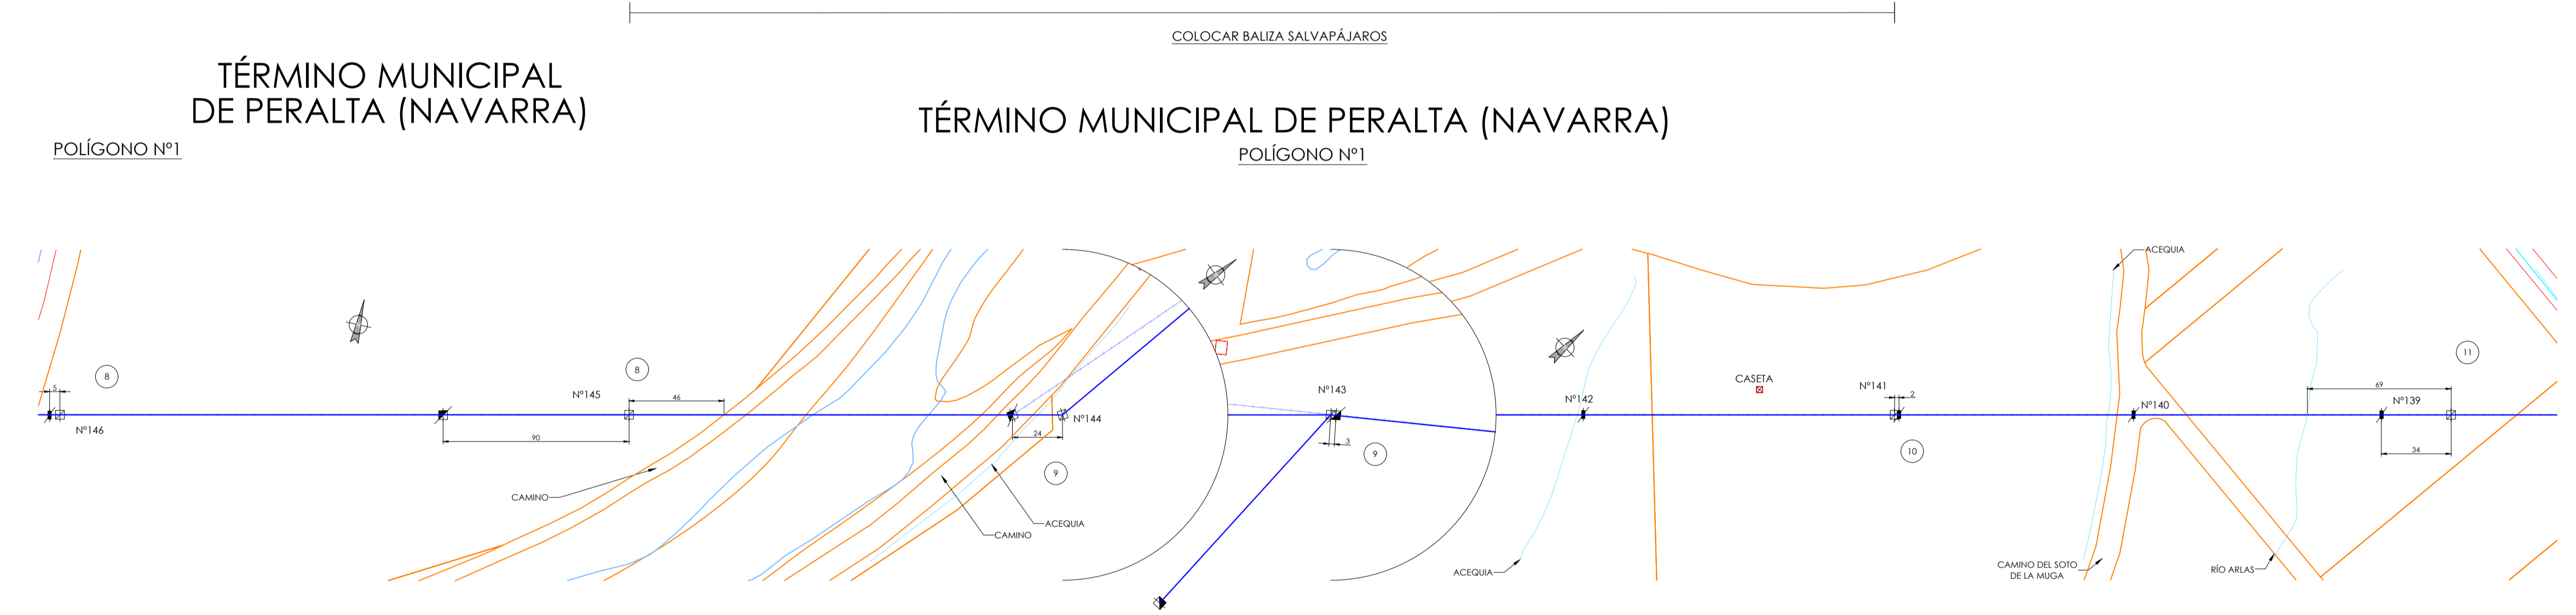 COLOCAR BALIZA SALVAPÁJAROS
TÉRMINO MUNICIPAL
DE PERALTA (NAVARRA)
POLÍGONO Nº1
TÉRMINO MUNICIPAL DE PERALTA (NAVARRA)
POLÍGONO Nº1
5
8
Nº146
90
Nº145
8
46
CAMINO
24
Nº144
9
ACEQUIA
CAMINO
Nº143
3
9
Nº142
ACEQUIA
CASETA
Nº141
2
10
ACEQUIA
Nº140
CAMINO DEL SOTO
DE LA MUGA
RÍO ARLAS
69
Nº139
34
11